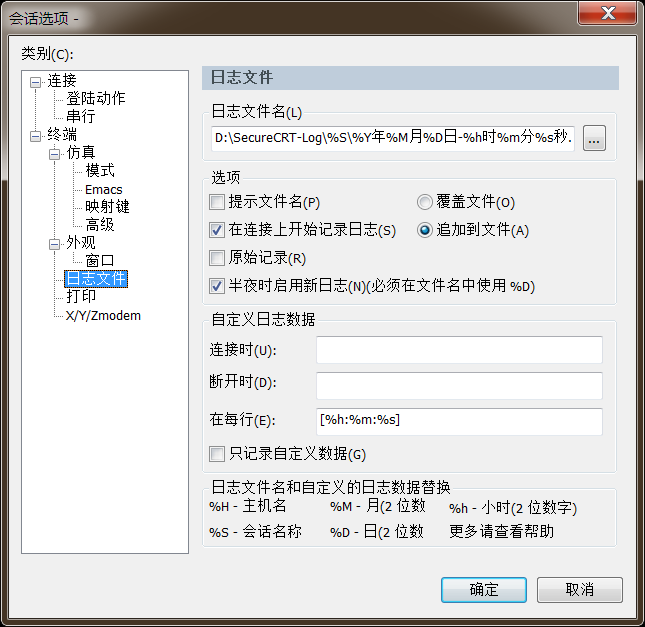 会话选项 -
类别(C):
连接
登陆动作
串行
终端
仿真
模式
Emacs
映射键
高级
外观
窗口
日志文件
打印
X/Y/Zmodem
日志文件
日志文件名(L)
D:\SecureCRT-Log\%S\%Y年%M月%D日-%h时%m分%s秒.
...
选项
提示文件名(P)
覆盖文件(O)
在连接上开始记录日志(S)
追加到文件(A)
原始记录(R)
半夜时启用新日志(N)(必须在文件名中使用 %D)
自定义日志数据
连接时(U):
断开时(D):
在每行(E):
[%h:%m:%s]
只记录自定义数据(G)
日志文件名和自定义的日志数据替换
%H - 主机名
%M - 月(2 位数
%h - 小时(2 位数字)
%S - 会话名称
%D - 日(2 位数
更多请查看帮助
确定
取消